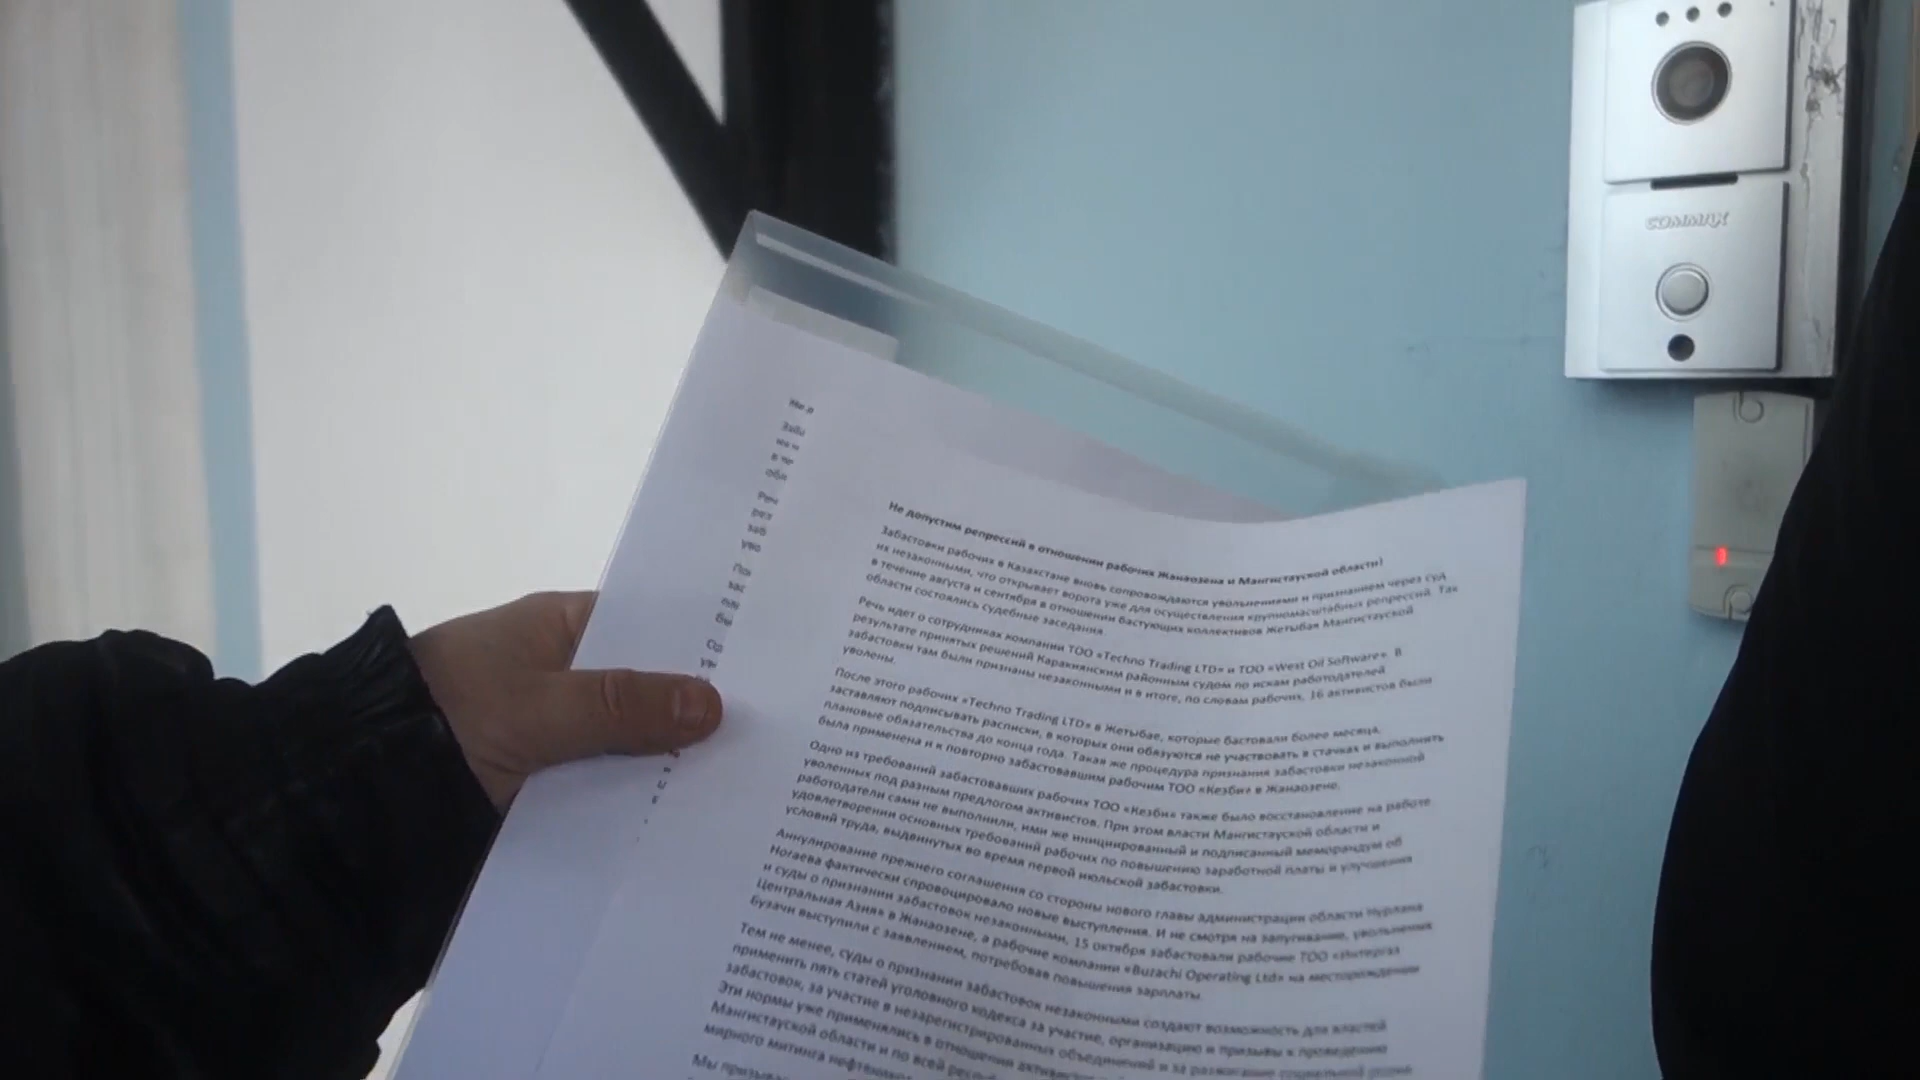 COMMAX
Не допустим репрессий в отношении рабочих Жанаозена и Мангистауской области!
Забастовки рабочих в Казахстане вновь сопровождаются увольнениями и признанием через суд
их незаконными, что открывает ворота уже для осуществления крупномасштабных репрессий. Так
в течение августа и сентября в отношении бастующих коллективов Жетыбая Мангистауской
области состоялись судебные заседания.
Речь идет о сотрудниках компании ТОО «Techno Trading LTD» и ТОО «West Oil Software». В
результате принятых решений Каракиянским районным судом по искам работодателей
забастовки там были признаны незаконными и в итоге, по словам рабочих, 16 активистов были
уволены.
После этого рабочих «Techno Trading LTD» в Жетыбае, которые бастовали более месяца,
заставляют подписывать расписки, в которых они обязуются не участвовать в стачках и выполнить
плановые обязательства до конца года. Такая же процедура признания забастовки незаконной
была применена и к повторно забастовавшим рабочим ТОО «Кезби» в Жанаозене.
Одно из требований забастовавших рабочих ТОО «Кезби» также было восстановление на работе
уволенных под разным предлогом активистов. При этом власти Мангистауской области и
работодатели сами не выполнили, ими же инициированный и подписанный меморандум об
удовлетворении основных требований рабочих по повышению заработной платы и улучшения
условий труда, выдвинутых во время первой июльской забастовки.
Аннулирование прежнего соглашения со стороны нового главы администрации области Нурлана
Ногаева фактически спровоцировало новые выступления. И не смотря на запугивание, увольнения
и суды о признании забастовок незаконными, 15 октября забастовали рабочие ТОО «Интергаз
Центральная Азия» в Жанаозене, а рабочие компании «Buzachi Operating Ltd» на месторождении
Бузачи выступили с заявлением, потребовав повышения зарплаты.
Тем не менее, суды о признании забастовок незаконными создают возможность для властей
применить пять статей уголовного кодекса за участие, организацию и призывы к проведению
забастовок, за участие в незарегистрированных объединений и за разжигание социальной розни
Эти нормы уже применялись в отношении
Мангистауской области и по всей
мирного митинга
Мы